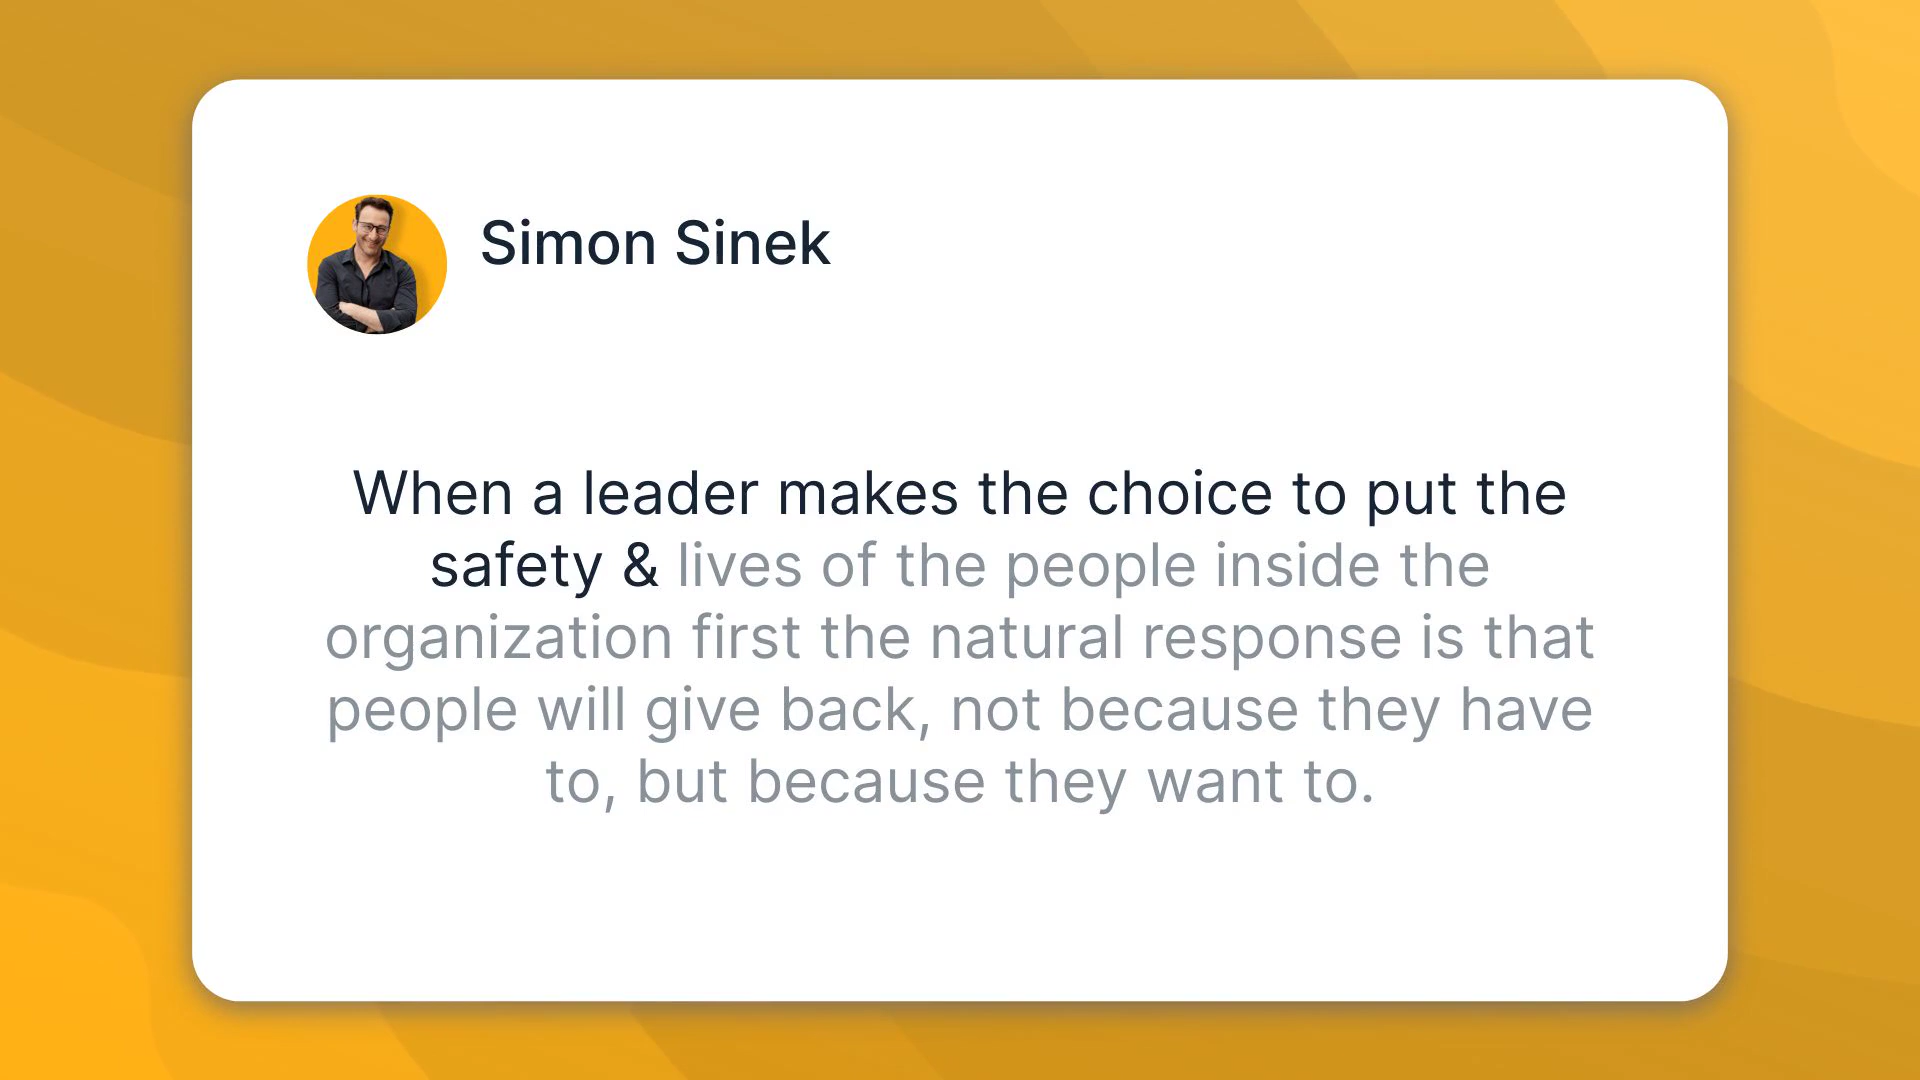 Simon Sinek
When a leader makes the choice to put the
safety & lives of the people inside the
organization first the natural response is that
people will give back, not because they have
to, but because they want to.